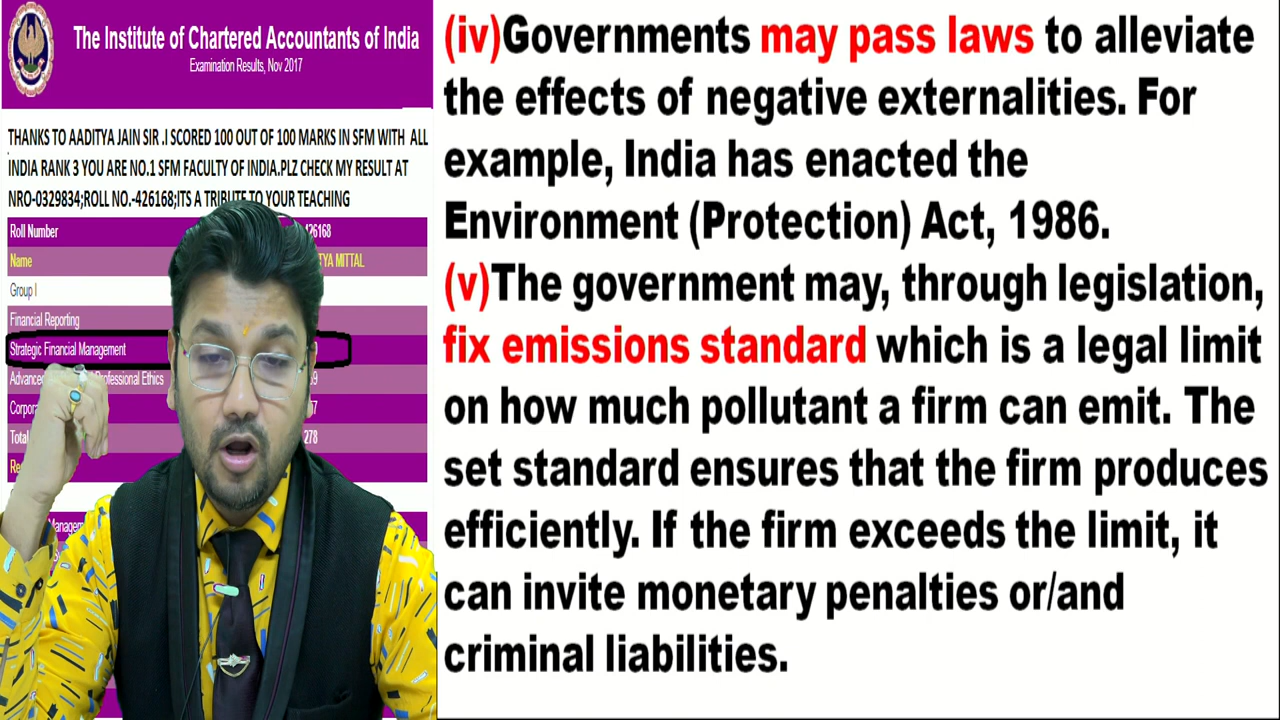 The Institute of Chartered Accountants of India
Examination Results, Nov 2017
THANKS TO AADITYA JAIN SIR .I SCORED 100 OUT OF 100 MARKS IN SFM WITH ALL
INDIA RANK 3 YOU ARE NO.1 SFM FACULTY OF INDIA.PLZ CHECK MY RESULT AT
NRO-0329834;ROLL NO.-426168;ITS A TRIBUTE TO YOUR TEACHING
Roll Number 426168
Name MITTAL
Group I
Financial Reporting
Strategic Financial Management
Professional Ethics
Total 278
(iv)Governments may pass laws to alleviate
the effects of negative externalities. For
example, India has enacted the
Environment (Protection) Act, 1986.
(v)The government may, through legislation,
fix emissions standard which is a legal limit
on how much pollutant a firm can emit. The
set standard ensures that the firm produces
efficiently. If the firm exceeds the limit, it
can invite monetary penalties or/and
criminal liabilities.